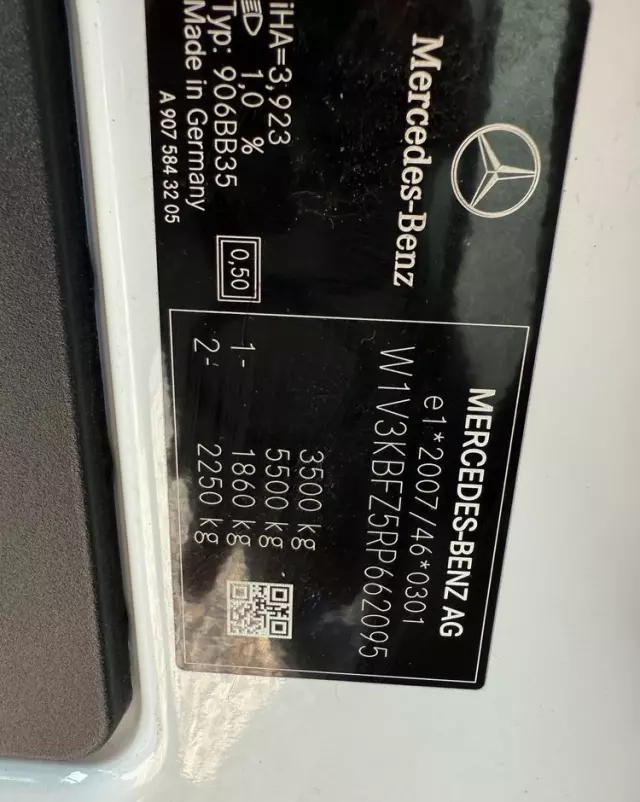 Mercedes-Benz
MERCEDES-BENZ AG
e1*2007/46*0301
W1V3KBFZ5RP662095
3500 kg
5500 kg
1- 1860 kg
2- 2250 kg
0,50
iHA=3,923
1,0 %
Typ: 906BB35
Made in Germany
A 907 584 32 05